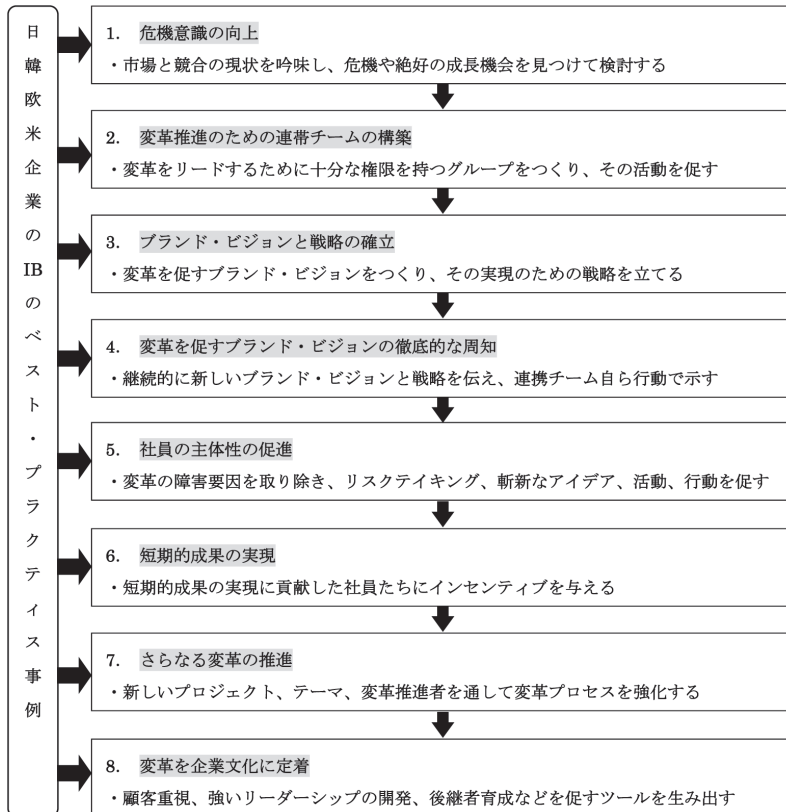 日韓欧米企業のIBのベスト・プラクティス事例
1. 危機意識の向上
・市場と競合の現状を吟味し、危機や絶好の成長機会を見つけて検討する
2. 変革推進のための連帯チームの構築
・変革をリードするために十分な権限を持つグループをつくり、その活動を促す
3. ブランド・ビジョンと戦略の確立
・変革を促すブランド・ビジョンをつくり、その実現のための戦略を立てる
4. 変革を促すブランド・ビジョンの徹底的な周知
・継続的に新しいブランド・ビジョンと戦略を伝え、連携チーム自ら行動で示す
5. 社員の主体性の促進
・変革の障害要因を取り除き、リスクテイキング、斬新なアイデア、活動、行動を促す
6. 短期的成果の実現
・短期的成果の実現に貢献した社員たちにインセンティブを与える
7. さらなる変革の推進
・新しいプロジェクト、テーマ、変革推進者を通して変革プロセスを強化する
8. 変革を企業文化に定着
・顧客重視、強いリーダーシップの開発、後継者育成などを促すツールを生み出す